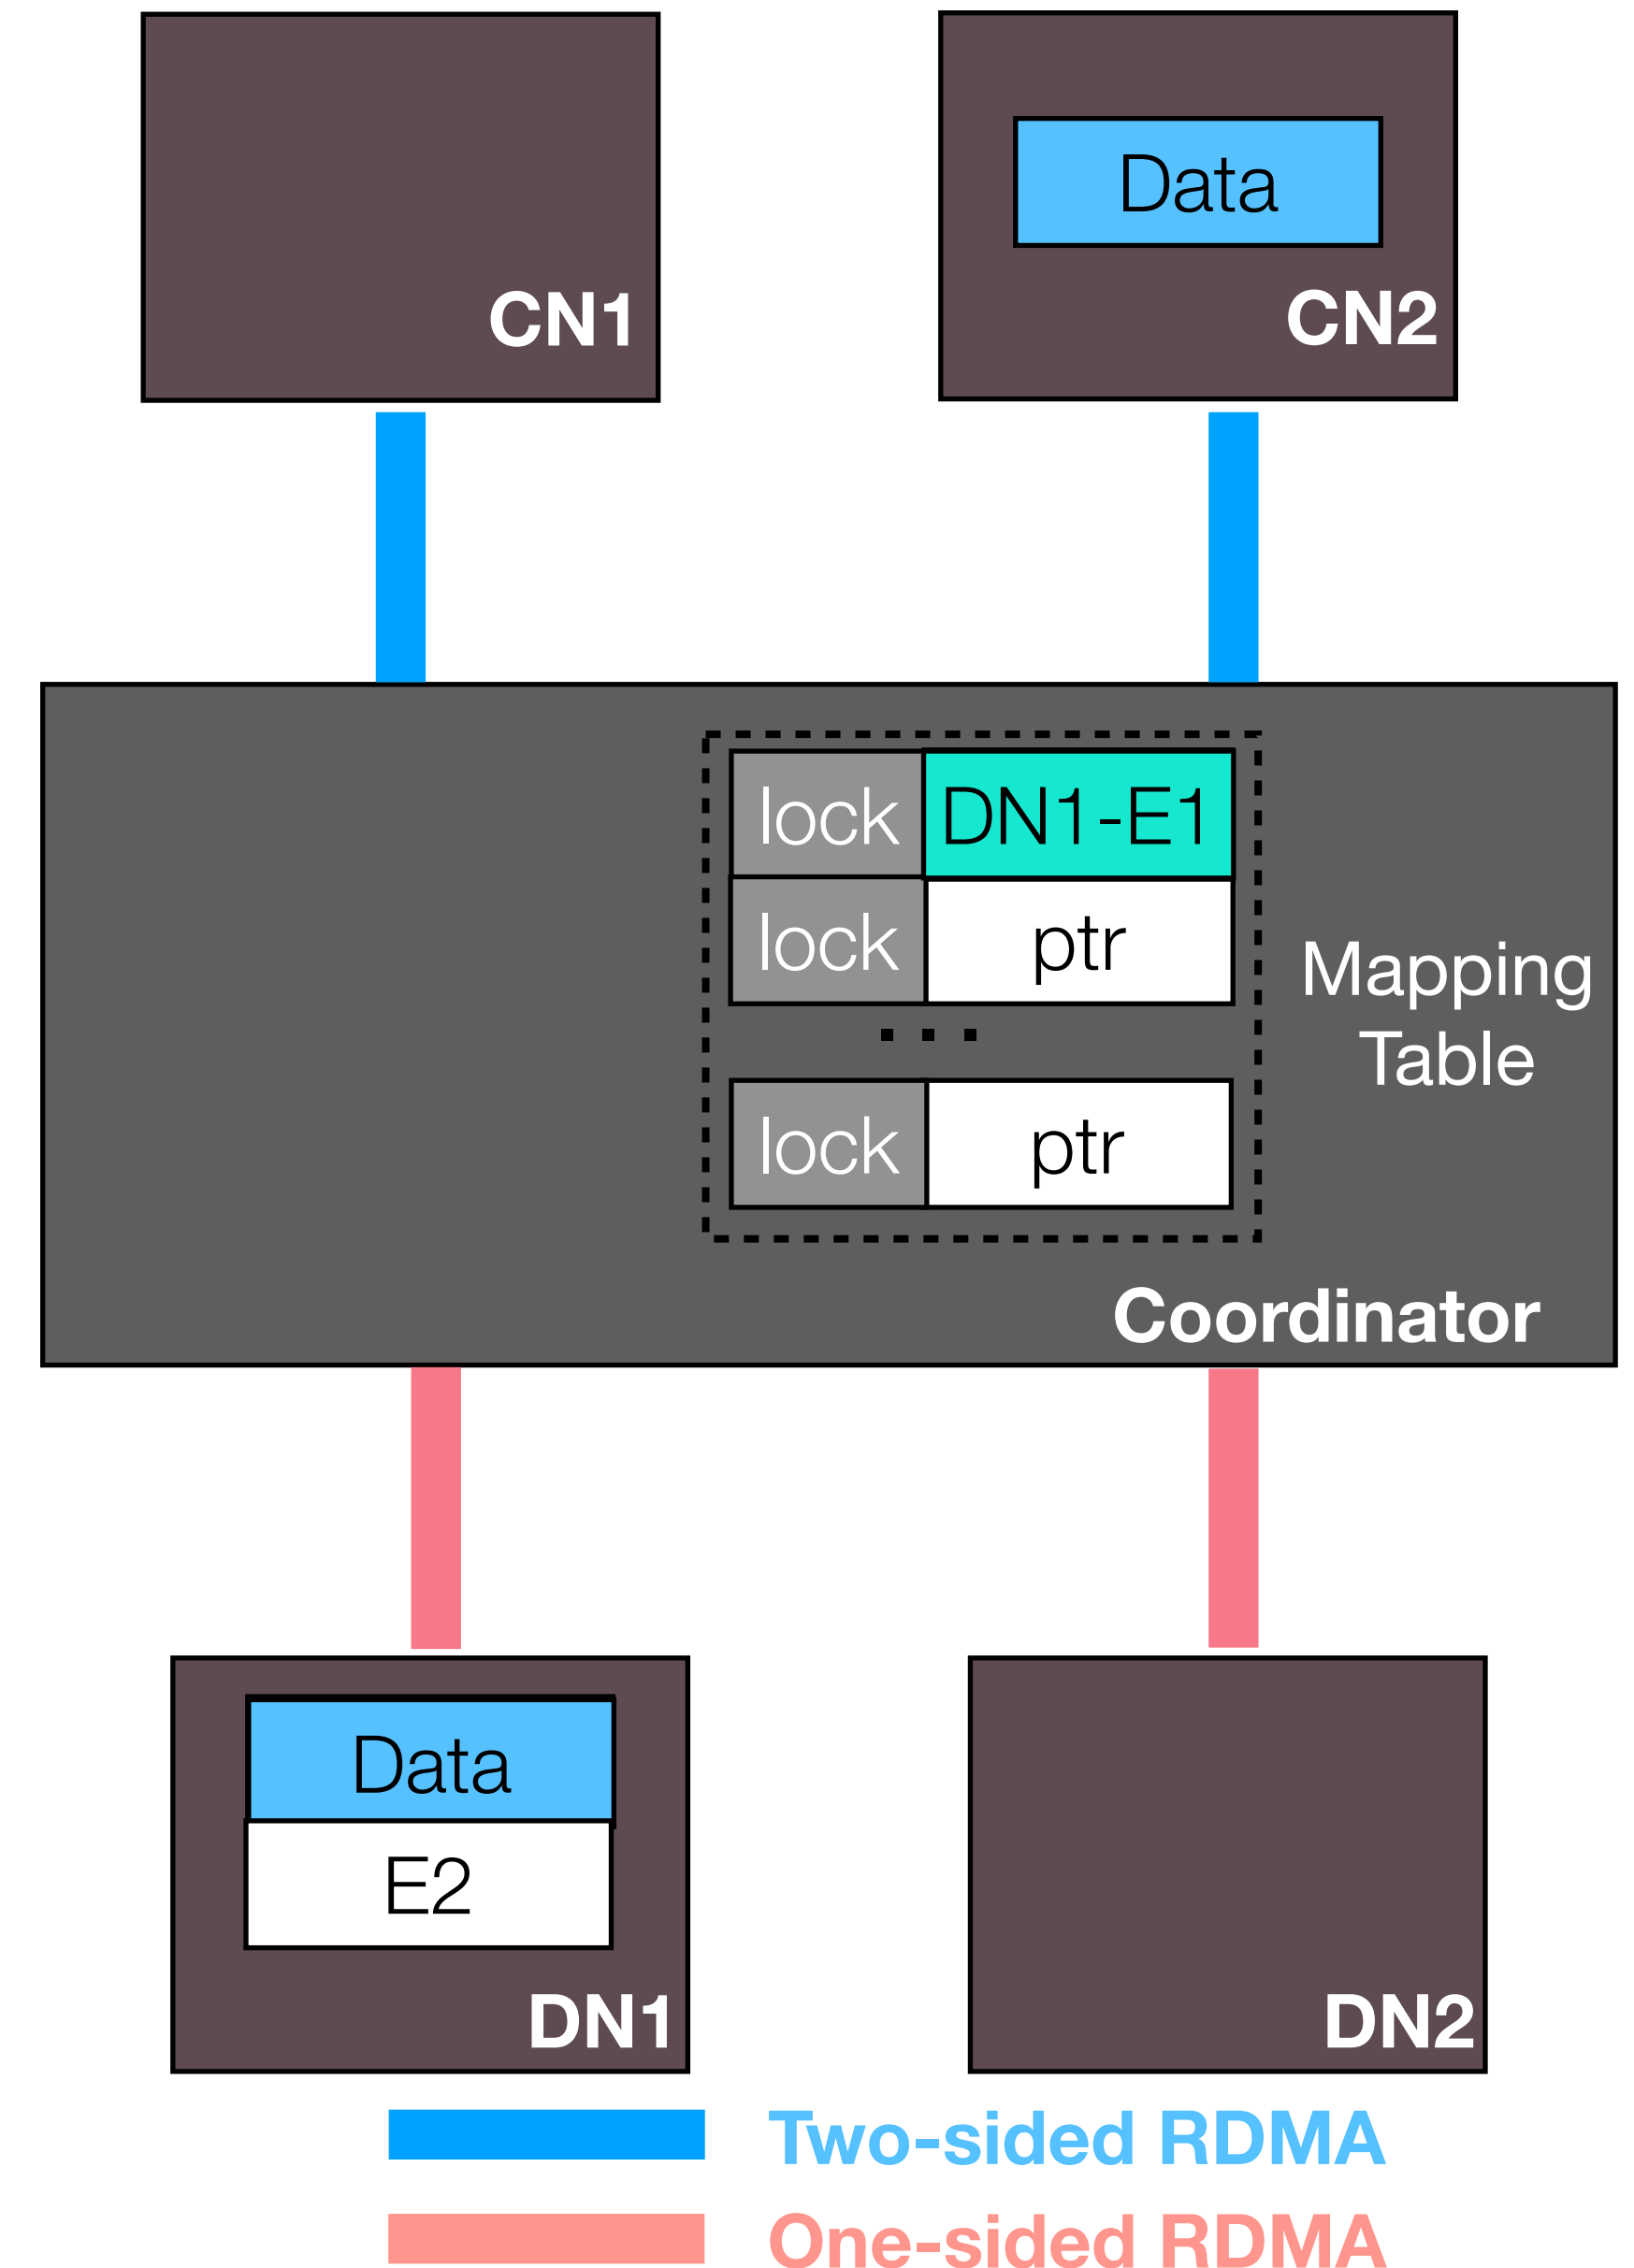 Data
CN1
CN2
lock DN1-E1
lock ptr
Mapping
Table
...
lock ptr
Coordinator
Data
E2
DN1
DN2
Two-sided RDMA
One-sided RDMA